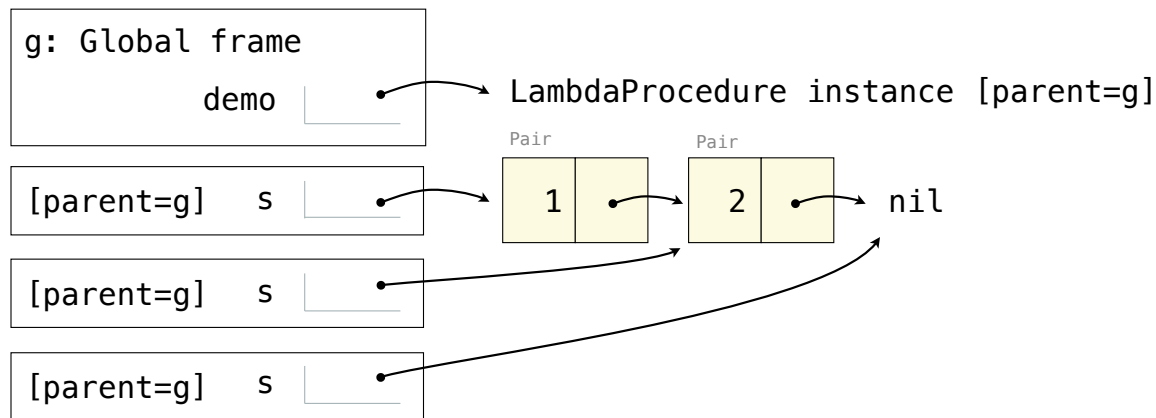 g: Global frame
demo
LambdaProcedure instance [parent=g]
Pair
Pair
[parent=g] s
1
2
nil
[parent=g] s
[parent=g] s